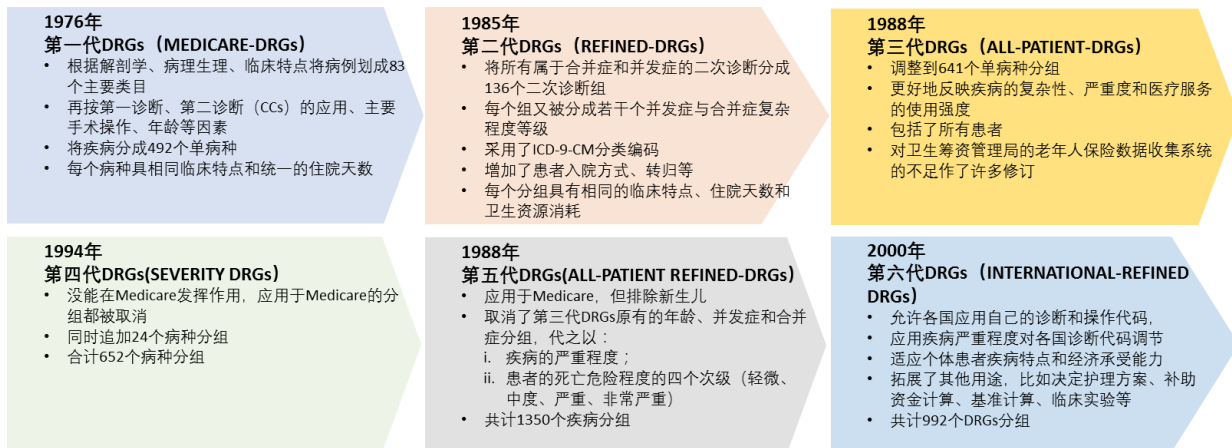 1976年
第一代DRGs（MEDICARE-DRGs）
• 根据解剖学、病理生理、临床特点将病例划成83
个主要类目
• 再按第一诊断、第二诊断（CCs）的应用、主要
手术操作、年龄等因素
• 将疾病分成492个单病种
• 每个病种具相同临床特点和统一的住院天数
1985年
第二代DRGs（REFINED-DRGs）
• 将所有属于合并症和并发症的二次诊断分成
136个二次诊断组
• 每个组又被分成若干个并发症与合并症复杂
程度等级
• 采用了ICD-9-CM分类编码
• 增加了患者入院方式、转归等
• 每个分组具有相同的临床特点、住院天数和
卫生资源消耗
1988年
第三代DRGs（ALL-PATIENT-DRGs）
• 调整到641个单病种分组
• 更好地反映疾病的复杂性、严重度和医疗服务
的使用强度
• 包括了所有患者
• 对卫生筹资管理局的老年人保险数据收集系统
的不足作了许多修订
1994年
第四代DRGs(SEVERITY DRGs）
• 没能在Medicare发挥作用，应用于Medicare的分
组都被取消
• 同时追加24个病种分组
• 合计652个病种分组
1988年
第五代DRGs(ALL-PATIENT REFINED-DRGs）
• 应用于Medicare，但排除新生儿
• 取消了第三代DRGs原有的年龄、并发症和合并
症分组，代之以：
i. 疾病的严重程度；
ii. 患者的死亡危险程度的四个次级（轻微、
中度、严重、非常严重）
• 共计1350个疾病分组
2000年
第六代DRGs（INTERNATIONAL-REFINED
DRGs）
• 允许各国应用自己的诊断和操作代码，
• 应用疾病严重程度对各国诊断代码调节
• 适应个体患者疾病特点和经济承受能力
• 拓展了其他用途，比如决定护理方案、补助
资金计算、基准计算、临床实验等
• 共计992个DRGs分组